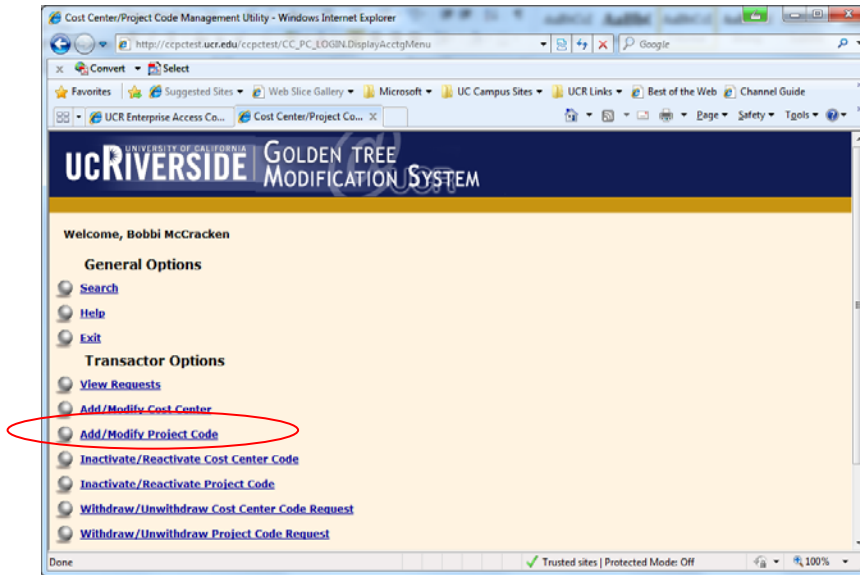 Cost Center/Project Code Management Utility - Windows Internet Explorer
http://ccpctest.ucr.edu/ccpctest/CC_PC_LOGIN.DisplayAcctgMenu Google
x Convert Select
Favorites Suggested Sites Web Slice Gallery Microsoft UC Campus Sites UCR Links Best of the Web Channel Guide
UCR Enterprise Access Co... Cost Center/Project Co... X Page Safety Tools
UNIVERSITY OF CALIFORNIA
UCRIVERSIDE GOLDEN TREE
MODIFICATION SYSTEM
@UCR
Welcome, Bobbi McCracken
General Options
Search
Help
Exit
Transactor Options
View Requests
Add/Modify Cost Center
Add/Modify Project Code
Inactivate/Reactivate Cost Center Code
Inactivate/Reactivate Project Code
Withdraw/Unwithdraw Cost Center Code Request
Withdraw/Unwithdraw Project Code Request
Done Trusted sites | Protected Mode: Off 100%